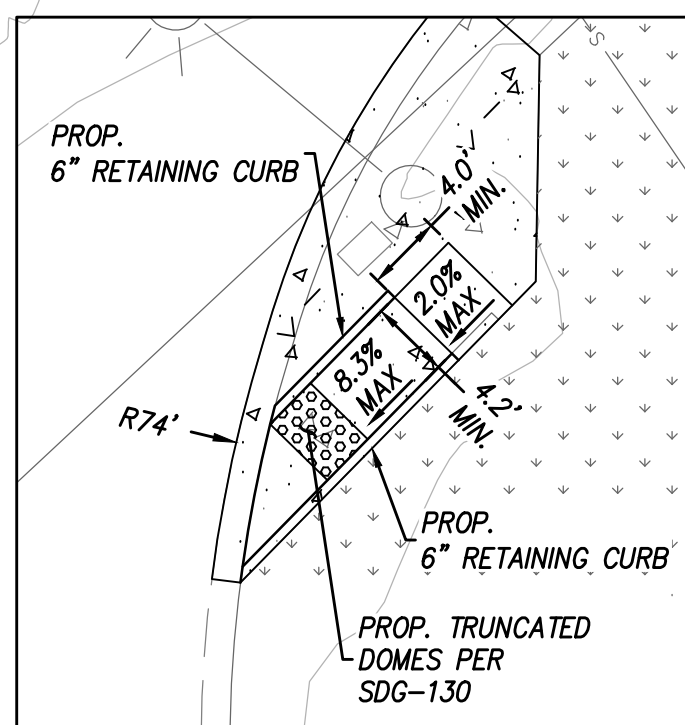 S
PROP.
6" RETAINING CURB
4.0'
MIN.
2.0%
MAX
8.3%
MAX
4.2'
MIN.
R74'
PROP.
6" RETAINING CURB
PROP. TRUNCATED
DOMES PER
SDG-130